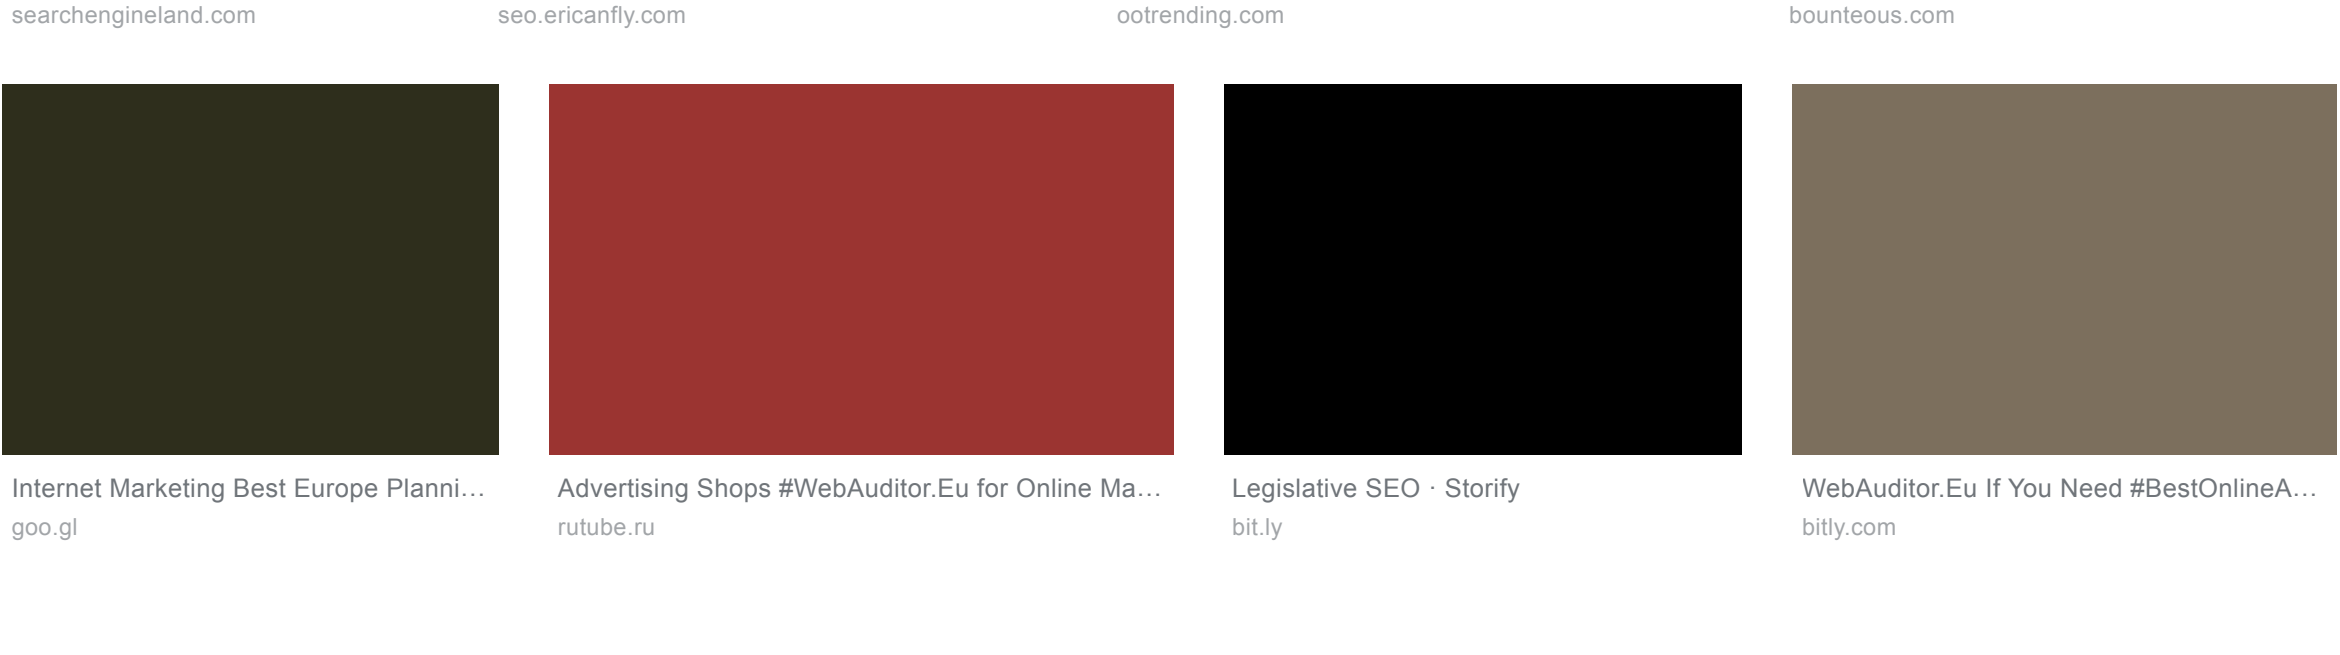 searchengineland.com seo.ericanfly.com ootrending.com bounteous.com
Internet Marketing Best Europe Planni... Advertising Shops #WebAuditor.Eu for Online Ma... Legislative SEO · Storify WebAuditor.Eu If You Need #BestOnlineA...
goo.gl rutube.ru bit.ly bitly.com